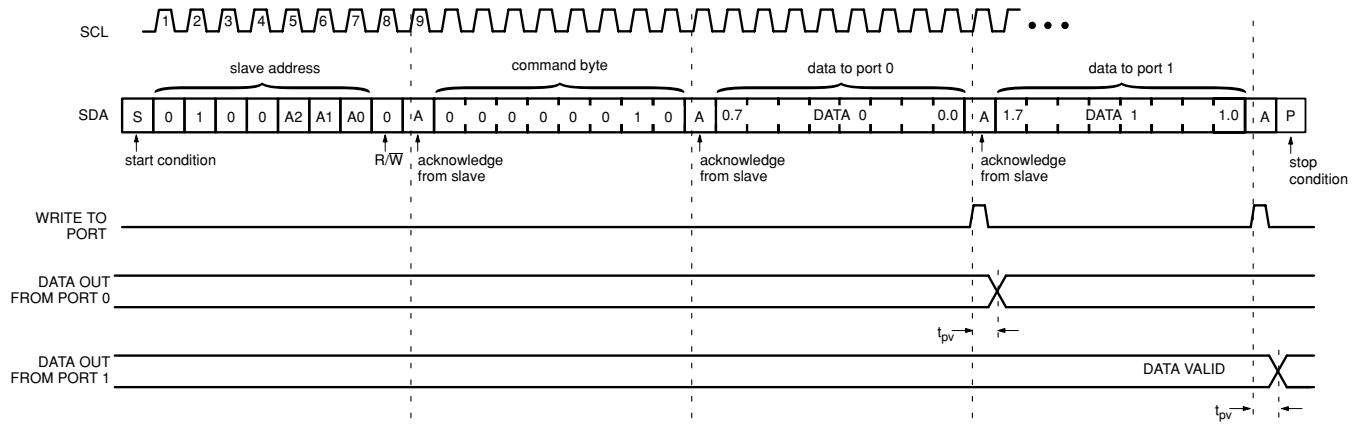 SCL 1 2 3 4 5 6 7 8 9
slave address command byte data to port 0 data to port 1
SDA S 0 1 0 0 A2 A1 A0 0 A 0 0 0 0 0 0 1 0 A 0.7 DATA 0 0.0 A 1.7 DATA 1 1.0 A P
start condition R/W̅ acknowledge
from slave
acknowledge
from slave
acknowledge
from slave
stop
condition
WRITE TO
PORT
DATA OUT
FROM PORT 0
tpv
DATA OUT
FROM PORT 1
DATA VALID
tpv